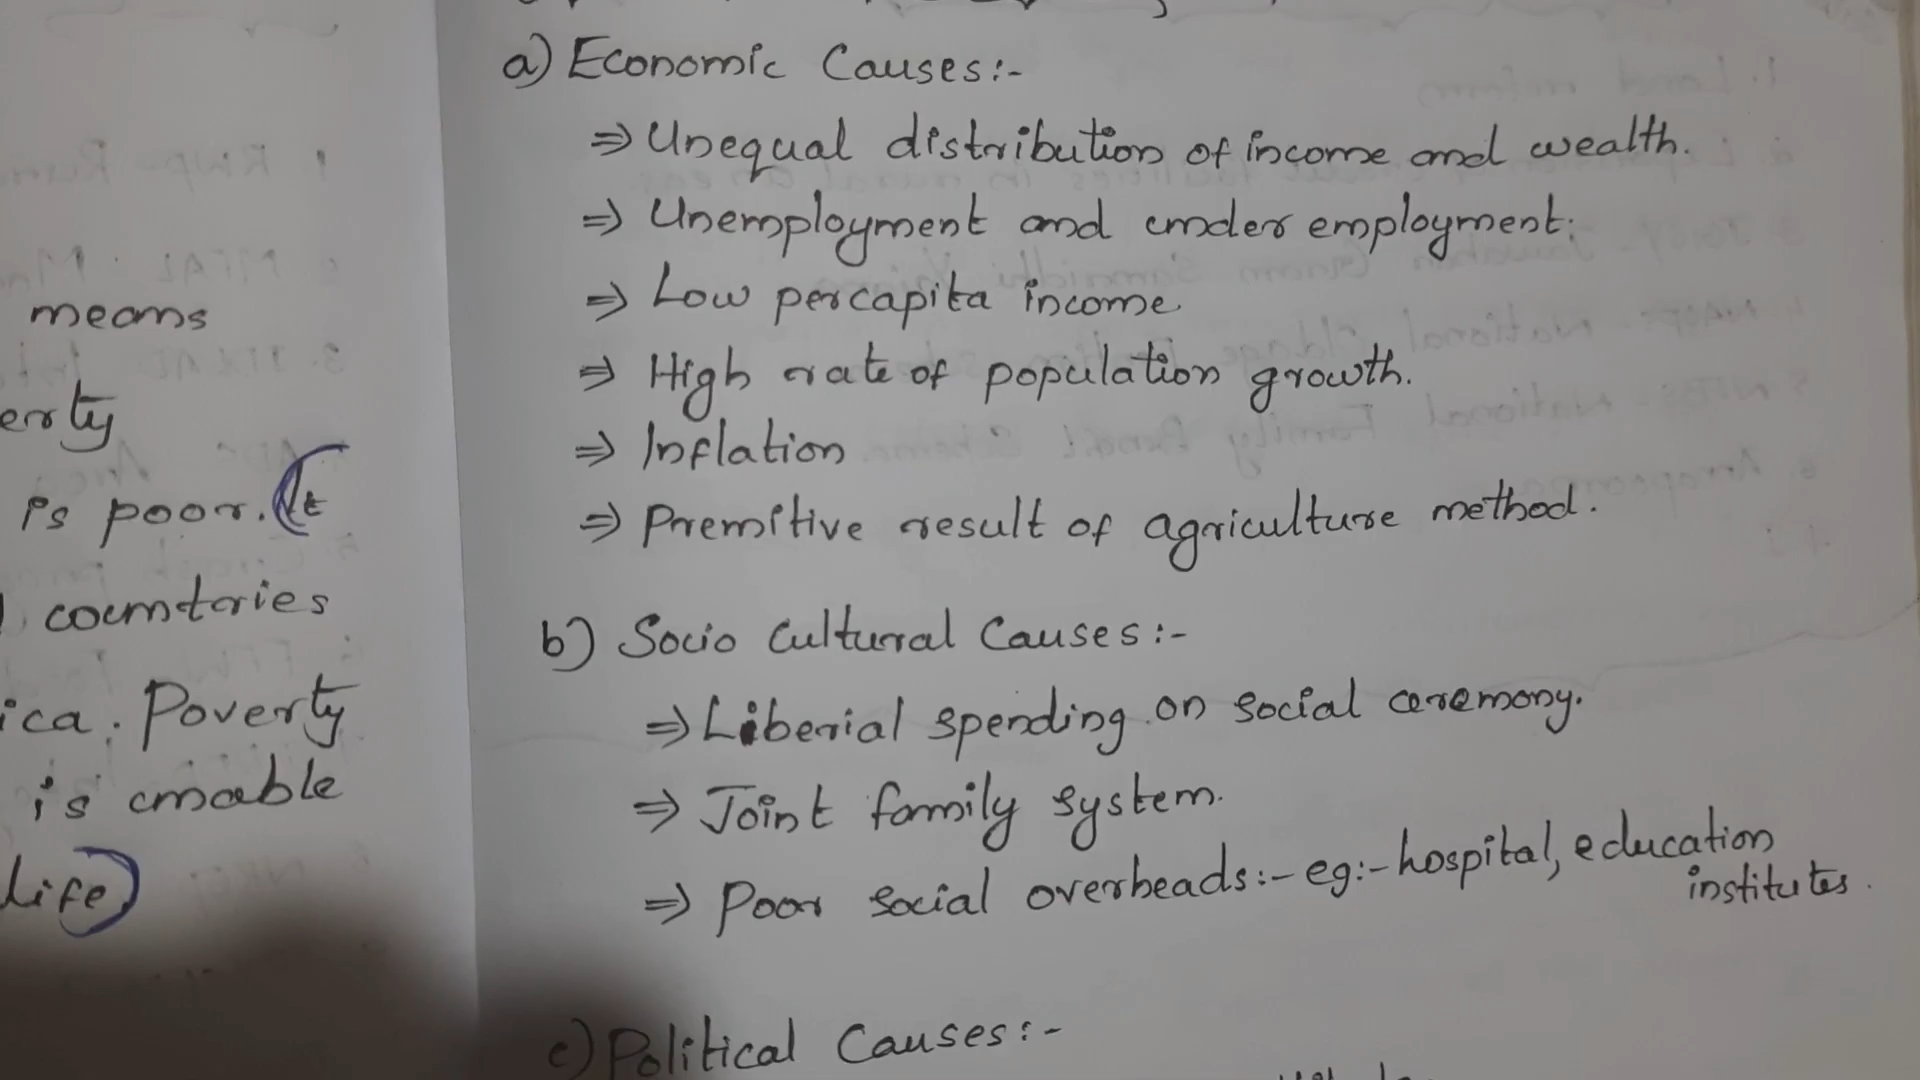 means
erty
is poor. It
countries
ica. Poverty
is unable
life)
a) Economic Causes:-
⇒ Unequal distribution of income and wealth.
⇒ Unemployment and under employment.
⇒ Low percapita income
⇒ High rate of population growth.
⇒ Inflation
⇒ Premitive result of agriculture method.
b) Socio Cultural Causes:-
⇒ Liberial spending on social ceremony.
⇒ Joint family system.
⇒ Poor social overheads:- eg:- hospital, education
institutes.
c) Political Causes:-